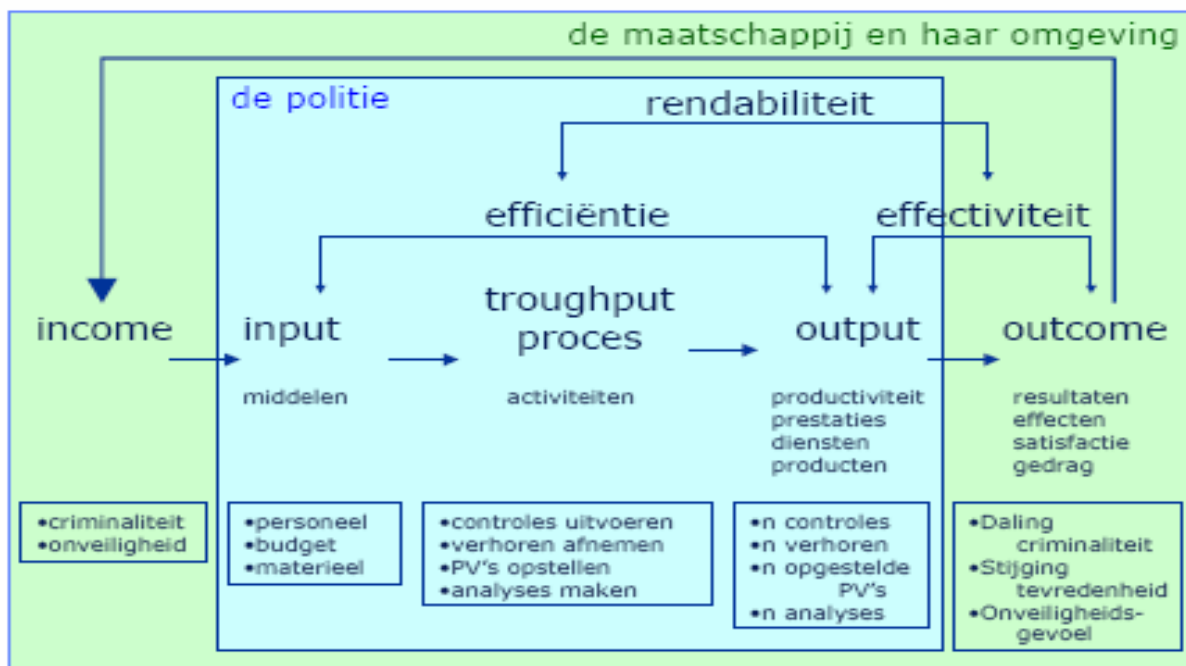 de maatschappij en haar omgeving
de politie
rendabiliteit
efficiëntie
effectiviteit
income
input
troughput
proces
output
outcome
middelen
activiteiten
productiviteit
prestaties
diensten
producten
resultaten
effecten
satisfactie
gedrag
•criminaliteit
•onveiligheid
•personeel
•budget
•materieel
•controles uitvoeren
•verhoren afnemen
•PV's opstellen
•analyses maken
•n controles
•n verhoren
•n opgestelde
PV's
•n analyses
•Daling
criminaliteit
•Stijging
tevredenheid
•Onveiligheids-
gevoel